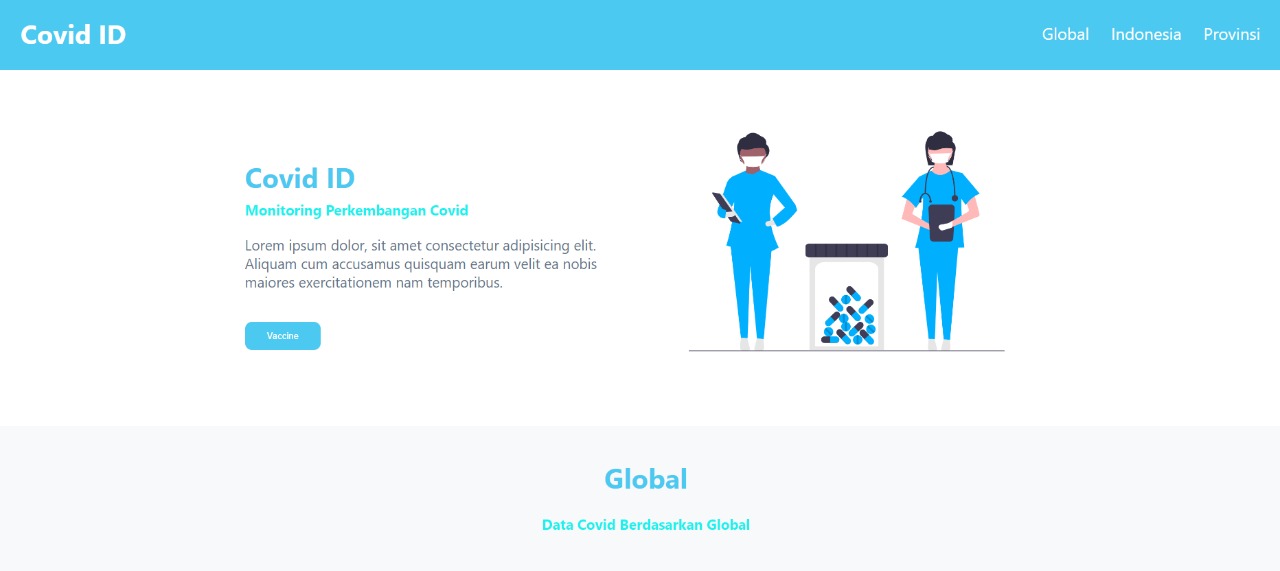 Covid ID
Global
Indonesia
Provinsi
Covid ID
Monitoring Perkembangan Covid
Lorem ipsum dolor, sit amet consectetur adipisicing elit.
Aliquam cum accusamus quisquam earum velit ea nobis
maiores exercitationem nam temporibus.
Vaccine
Global
Data Covid Berdasarkan Global